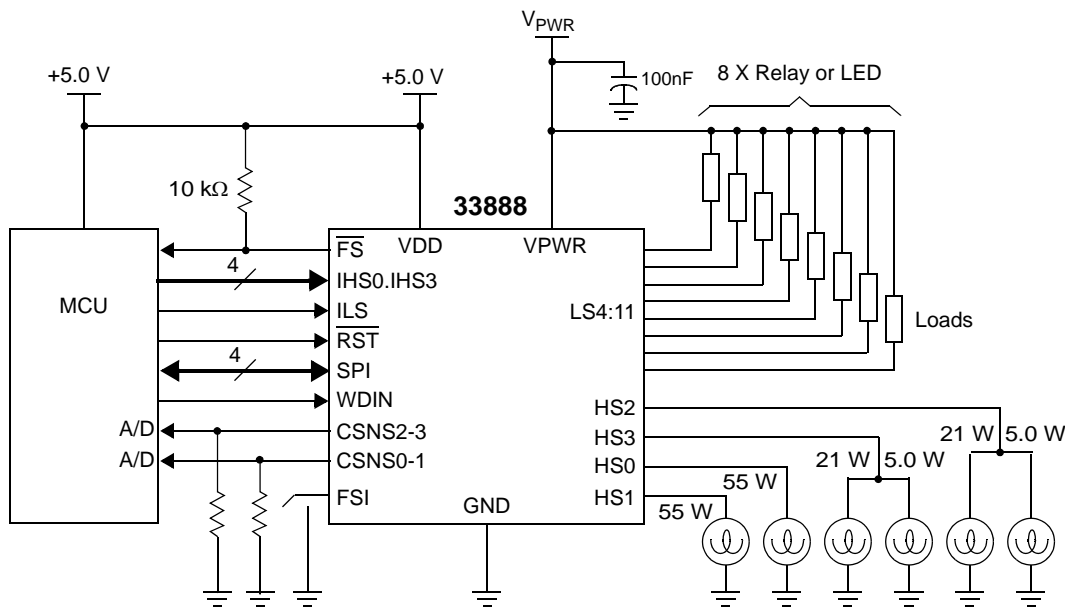 V_PWR
+5.0 V
+5.0 V
100nF
8 X Relay or LED
10 kΩ
33888
FS
VDD
VPWR
4
IHS0.IHS3
MCU
ILS
LS4:11
Loads
RST
4
SPI
WDIN
HS2
A/D
CSNS2-3
HS3
21 W
5.0 W
A/D
CSNS0-1
HS0
21 W
5.0 W
55 W
FSI
GND
HS1
55 W